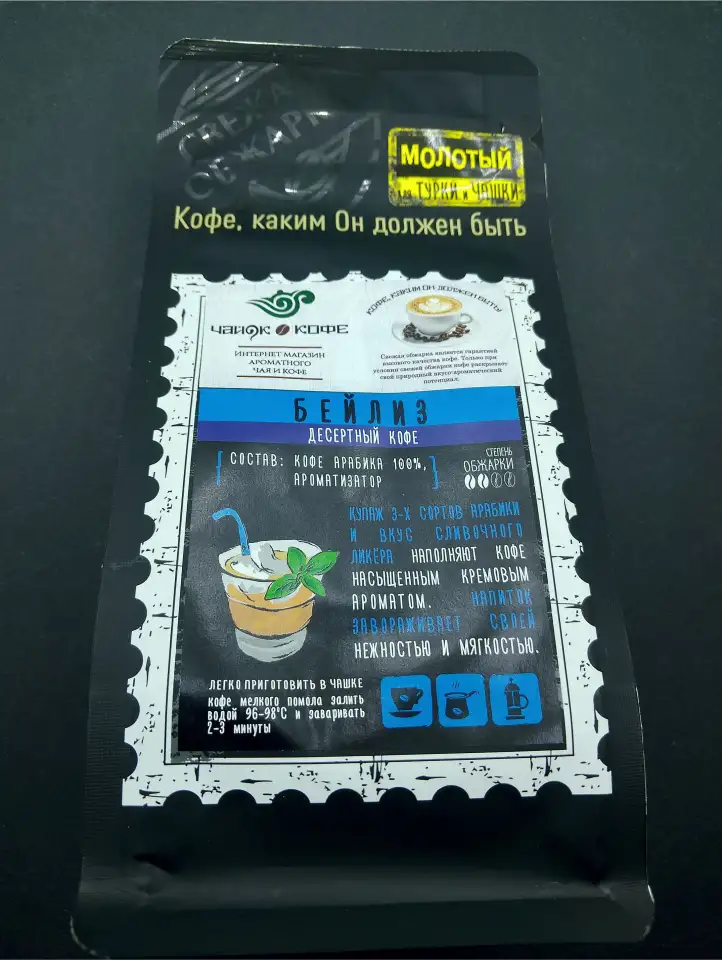 СВЕЖАЯ
ОБЖАРКА
МОЛОТЫЙ
для ТУРКИ и ЧАШКИ
Кофе, каким Он должен быть
ЧАЙОК КОФЕ
ИНТЕРНЕТ МАГАЗИН
АРОМАТНОГО
ЧАЯ И КОФЕ
КОФЕ, КАКИМ ОН ДОЛЖЕН БЫТЬ!
Свежая обжарка является гарантией
высокого качества кофе. Только при
условии свежей обжарки кофе раскрывает
свой природный вкусо-ароматический
потенциал.
БЕЙЛИЗ
ДЕСЕРТНЫЙ КОФЕ
СОСТАВ: КОФЕ АРАБИКА 100%,
АРОМАТИЗАТОР
СТЕПЕНЬ
ОБЖАРКИ
КУПАЖ 3-Х СОРТОВ АРАБИКИ
И ВКУС СЛИВОЧНОГО
ЛИКЁРА НАПОЛНЯЮТ КОФЕ
НАСЫЩЕННЫМ КРЕМОВЫМ
АРОМАТОМ. НАПИТОК
ЗАВОРАЖИВАЕТ СВОЕЙ
НЕЖНОСТЬЮ И МЯГКОСТЬЮ.
ЛЕГКО ПРИГОТОВИТЬ В ЧАШКЕ
кофе мелкого помола залить
водой 96-98°С и заваривать
2-3 минуты